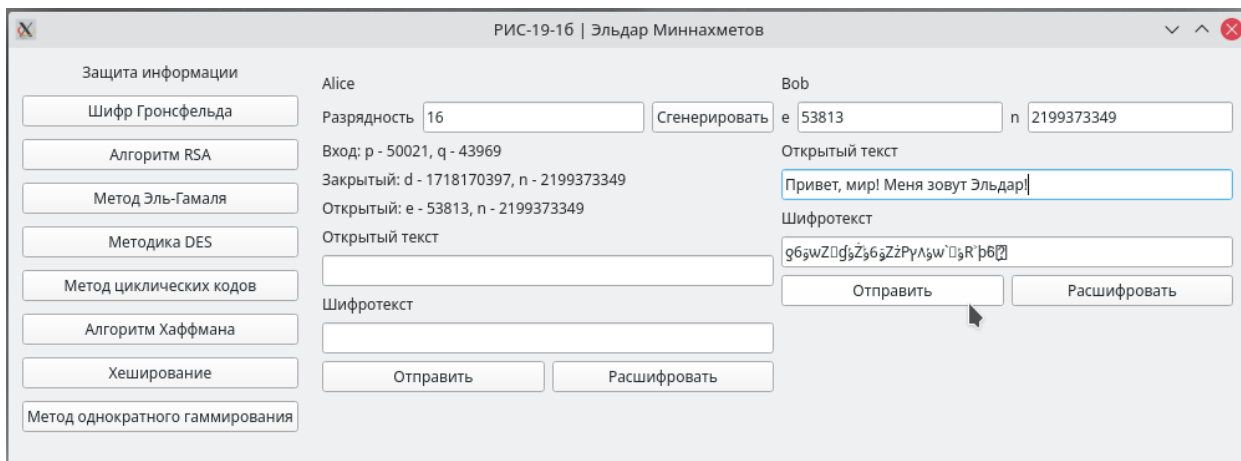 РИС-19-1б | Эльдар Миннахметов
Защита информации
Шифр Гронсфельда
Алгоритм RSA
Метод Эль-Гамаля
Методика DES
Метод циклических кодов
Алгоритм Хаффмана
Хеширование
Метод однократного гаммирования
Alice
Разрядность 16 Сгенерировать
Вход: p - 50021, q - 43969
Закрытый: d - 1718170397, n - 2199373349
Открытый: e - 53813, n - 2199373349
Открытый текст
Шифротекст
Отправить Расшифровать
Bob
e 53813 n 2199373349
Открытый текст
Привет, мир! Меня зовут Эльдар!
Шифротекст
Отправить Расшифровать